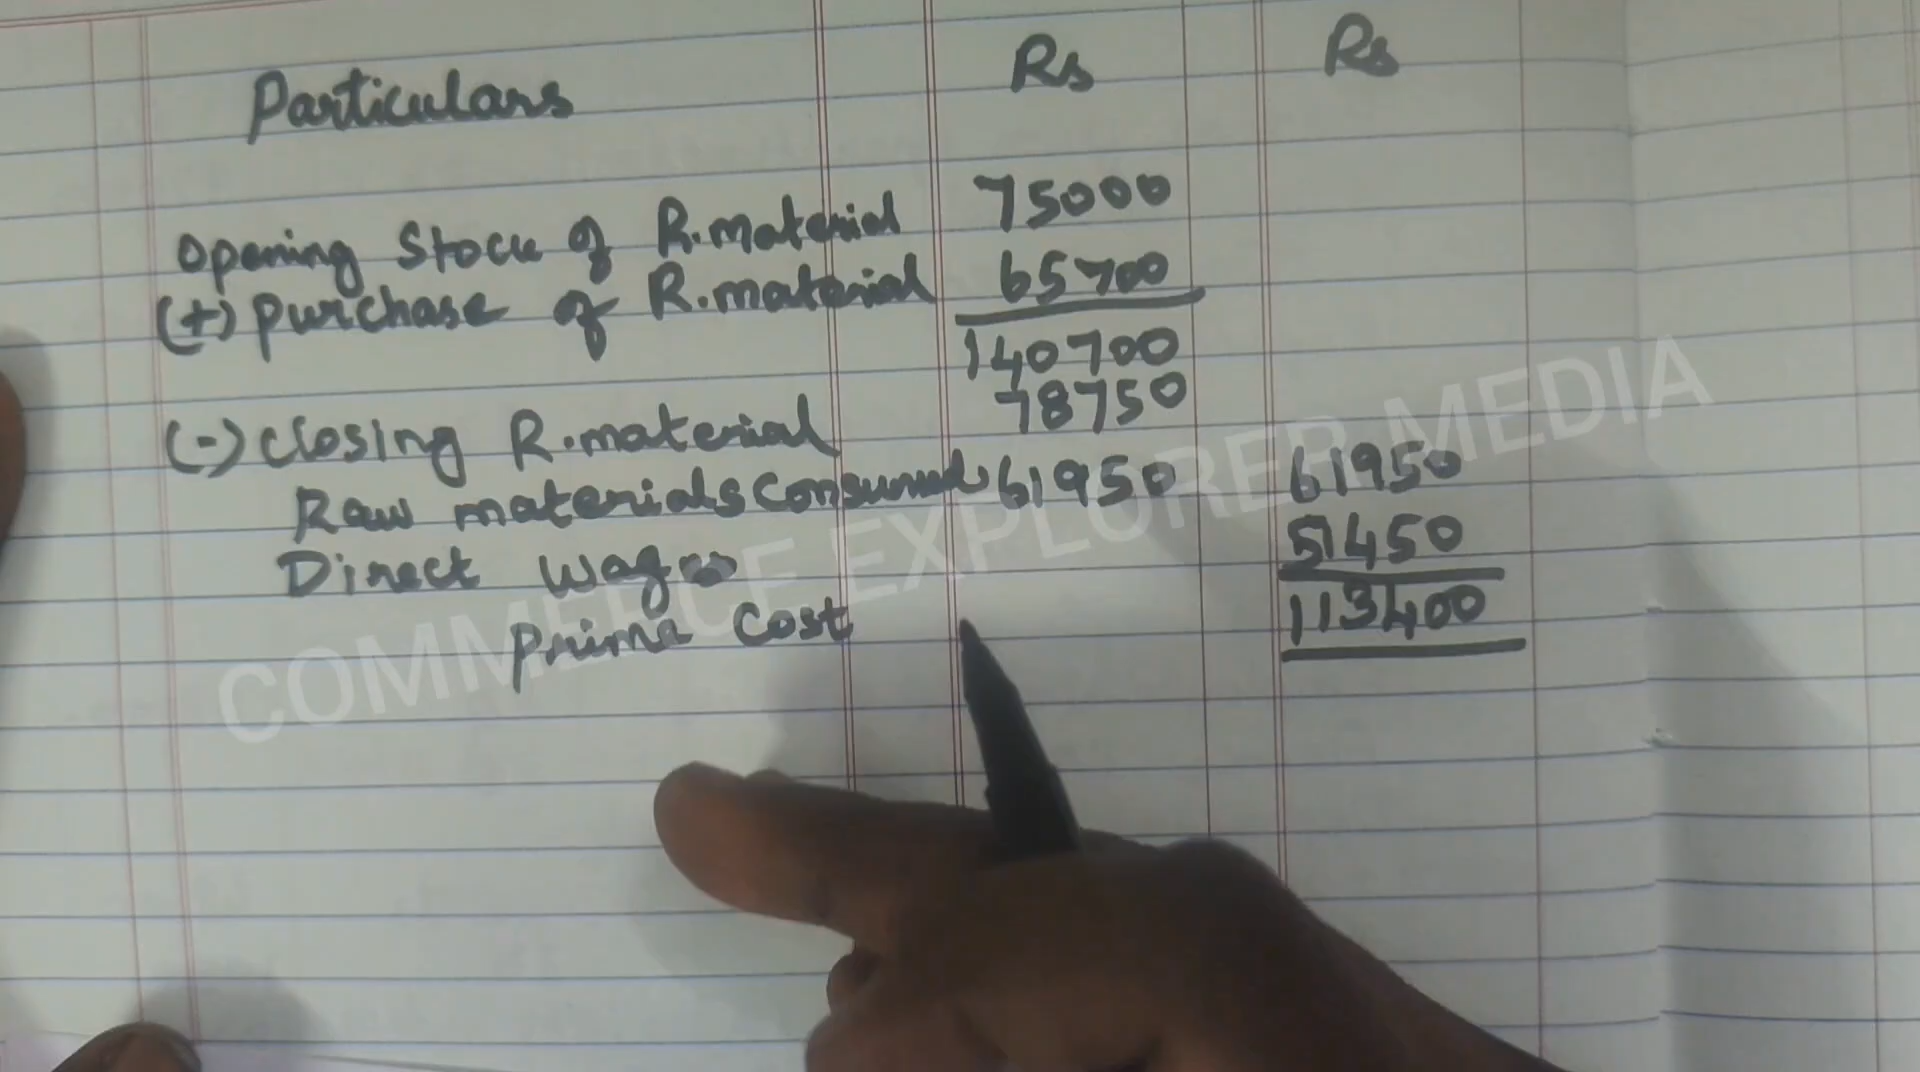 Particulars Rs Rs
Opening Stock of R.material 75000
(+) purchase of R.material 65700
140700
(-) closing R.material 78750
Raw materials Consumed 61950 61950
Direct wages 51450
prime Cost 113400
COMMERCE EXPLORER MEDIA